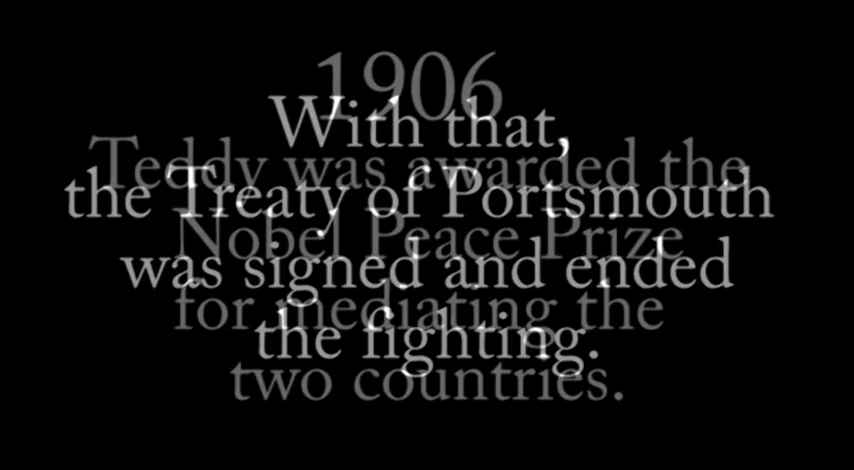 1906
With that,
Teddy was awarded the
the Treaty of Portsmouth
Nobel Peace Prize
was signed and ended
for mediating the
the fighting.
two countries.